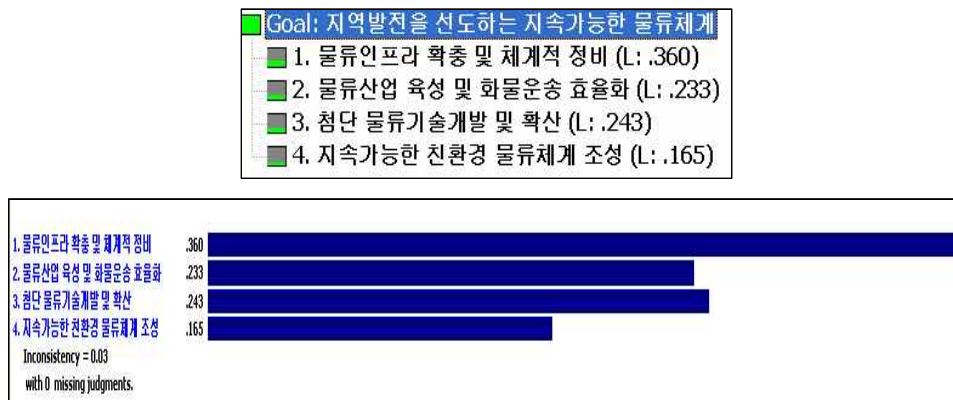 Goal: 지역발전을 선도하는 지속가능한 물류체계
1. 물류인프라 확충 및 체계적 정비 (L: .360)
2. 물류산업 육성 및 화물운송 효율화 (L: .233)
3. 첨단 물류기술개발 및 확산 (L: .243)
4. 지속가능한 친환경 물류체계 조성 (L: .165)
1. 물류인프라 확충 및 체계적 정비 .360
2. 물류산업 육성 및 화물운송 효율화 .233
3. 첨단 물류기술개발 및 확산 .243
4. 지속가능한 친환경 물류체계 조성 .165
Inconsistency = 0.03
with 0 missing judgments.